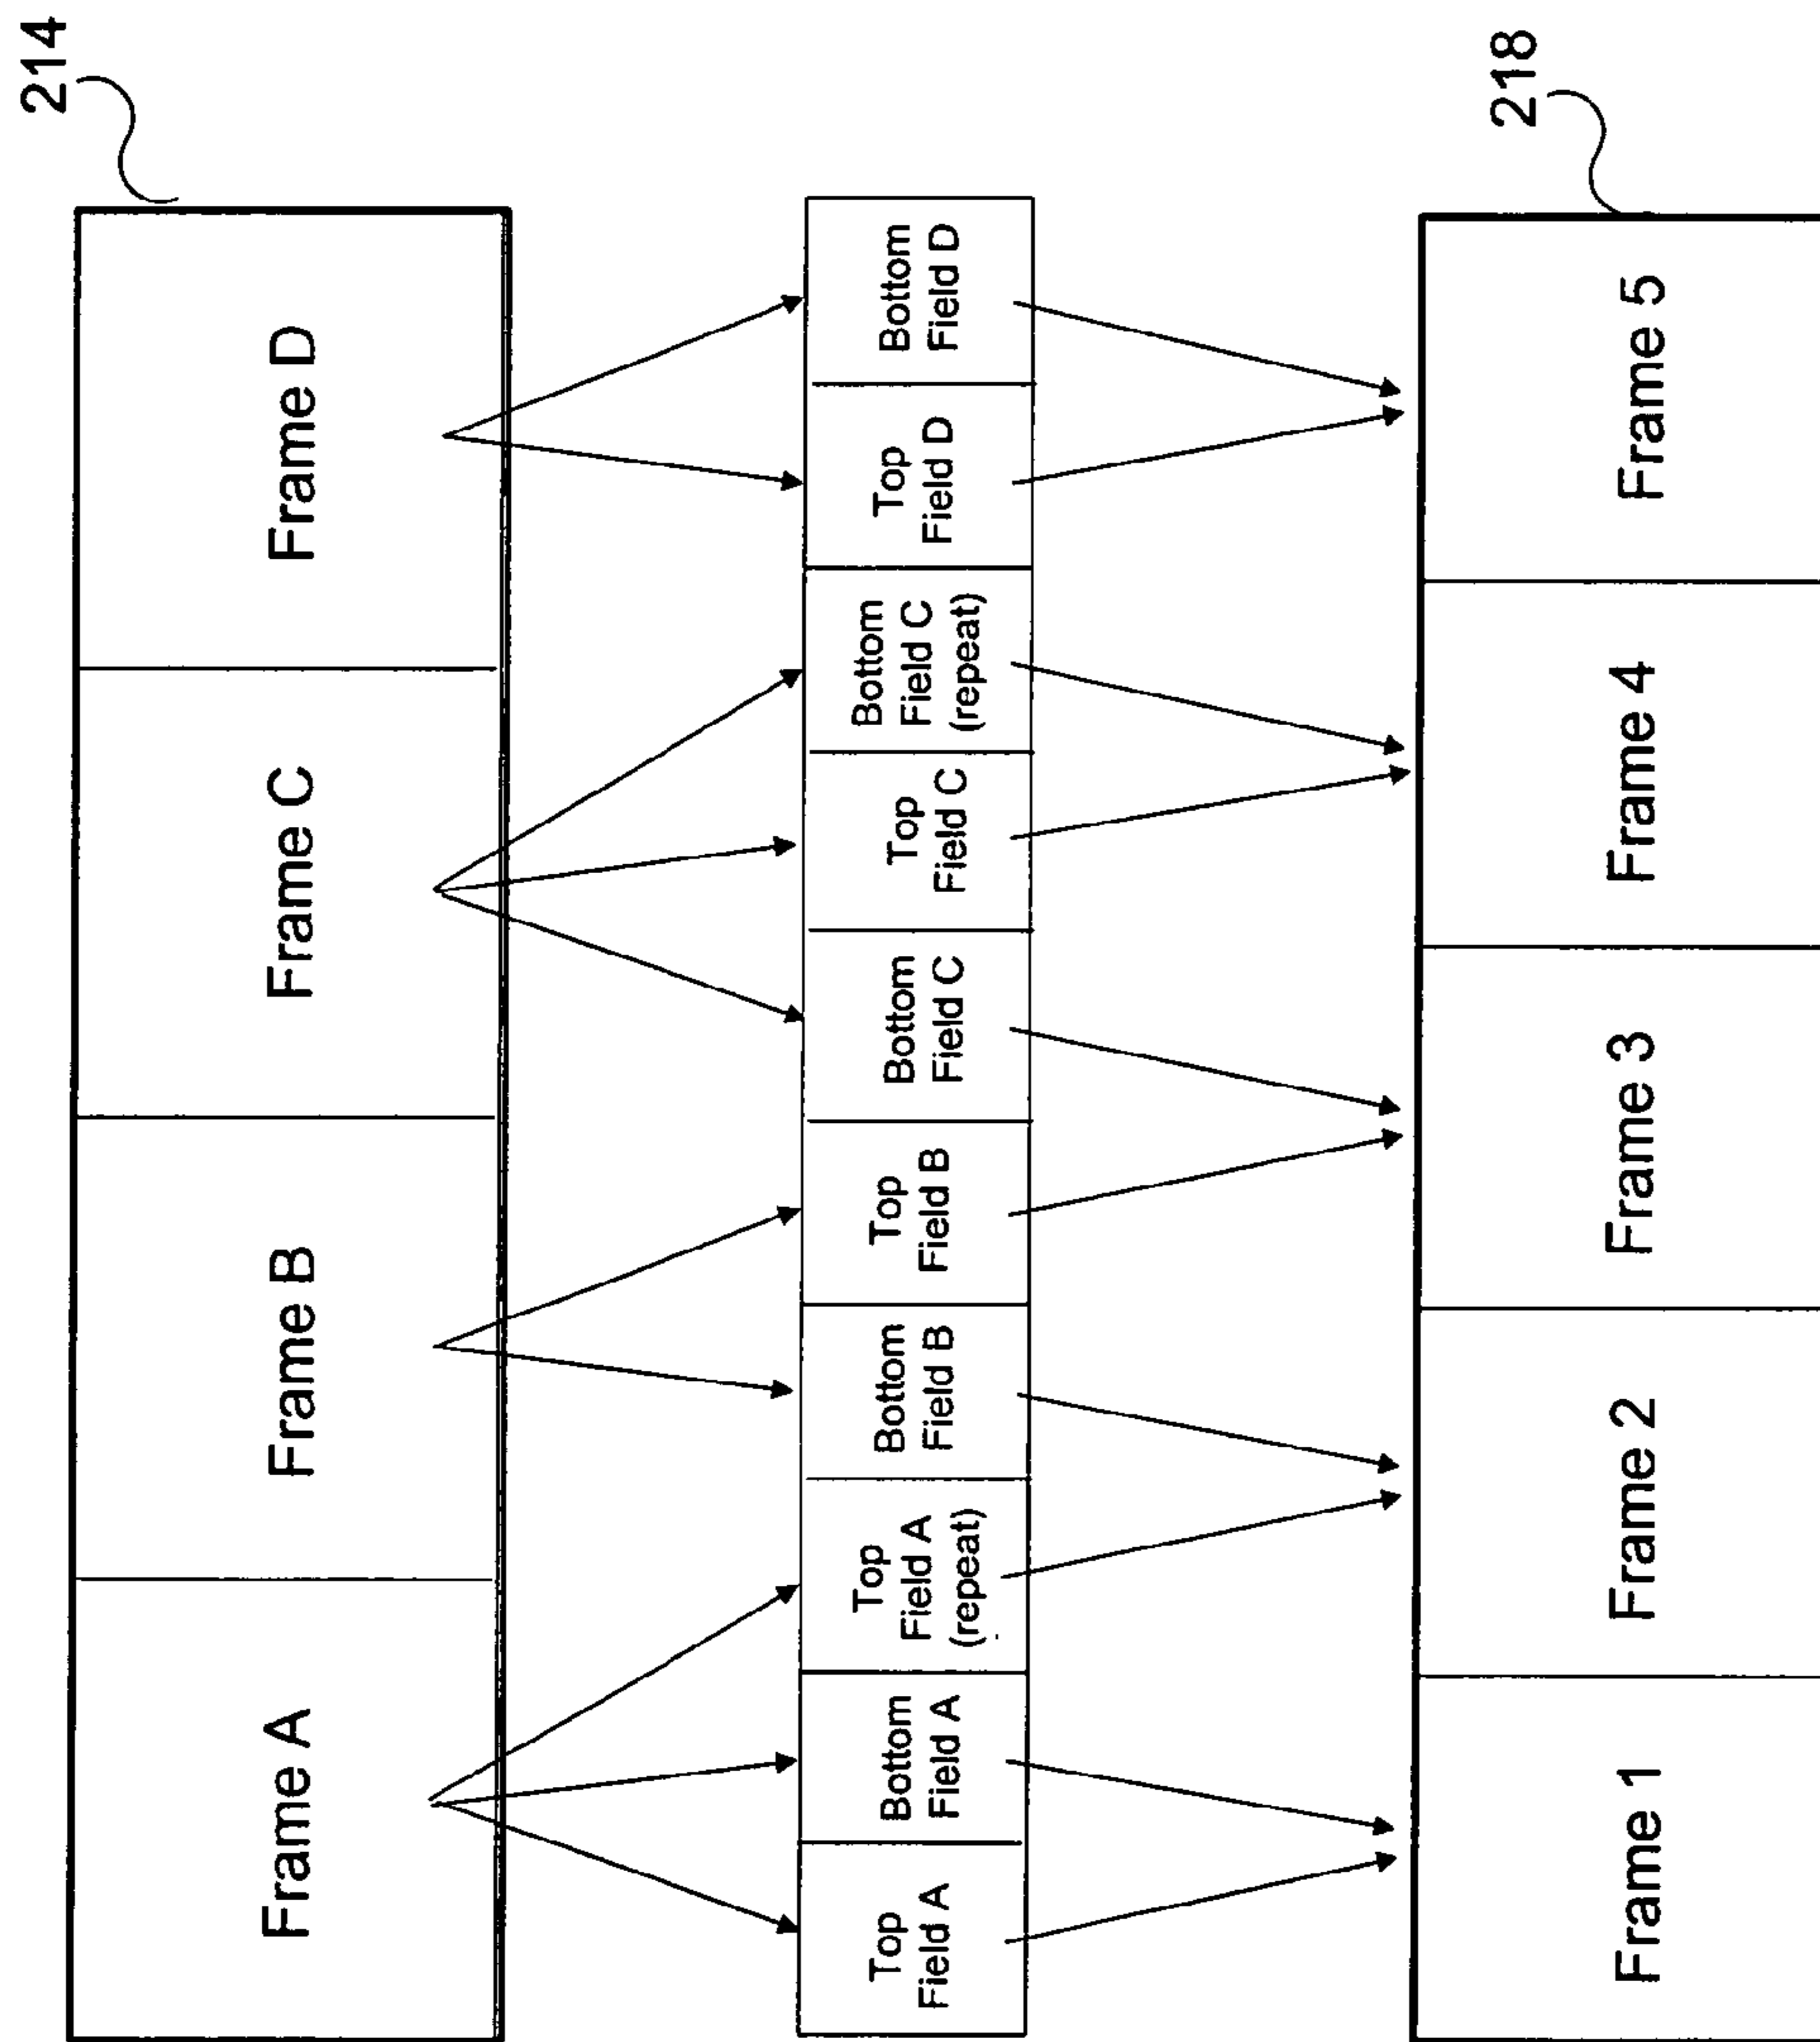 214
Frame A
Frame B
Frame C
Frame D
Top
Field A
Bottom
Field A
Top
Field A
(repeat)
Bottom
Field B
Top
Field B
Bottom
Field C
Top
Field C
Bottom
Field C
(repeat)
Top
Field D
Bottom
Field D
218
Frame 1
Frame 2
Frame 3
Frame 4
Frame 5